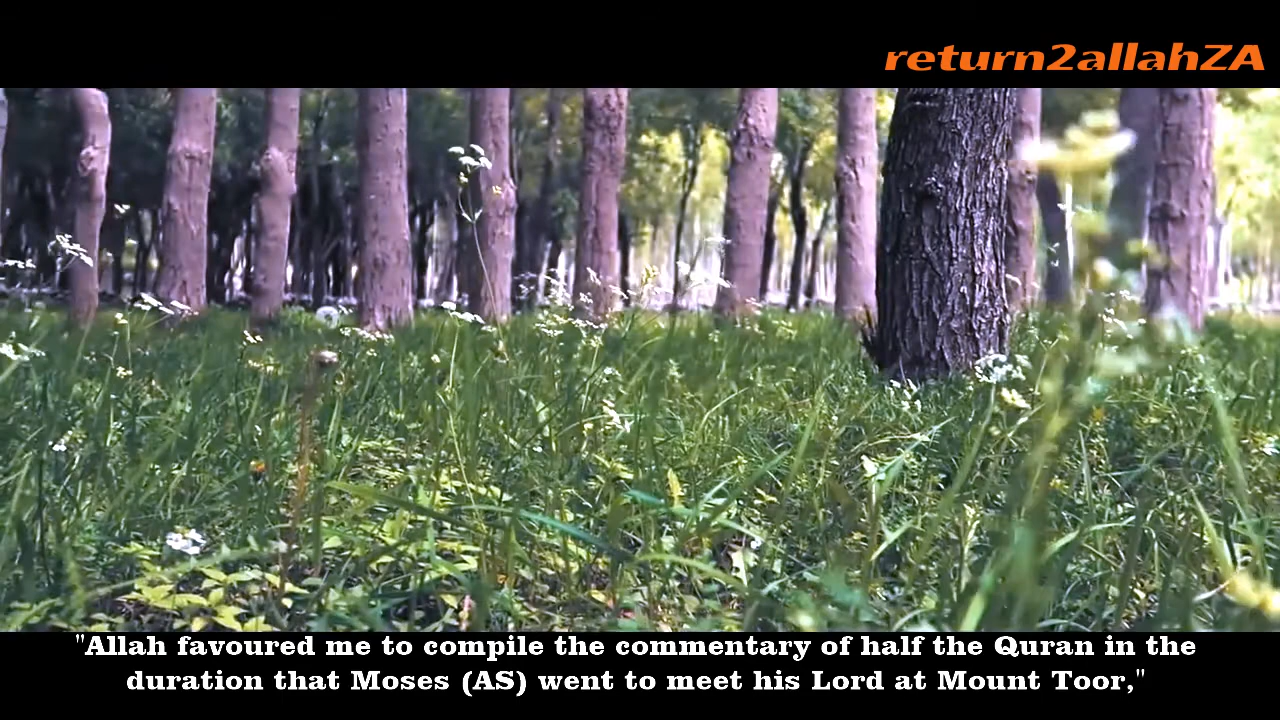 return2allahZA
"Allah favoured me to compile the commentary of half the Quran in the
duration that Moses (AS) went to meet his Lord at Mount Toor,"